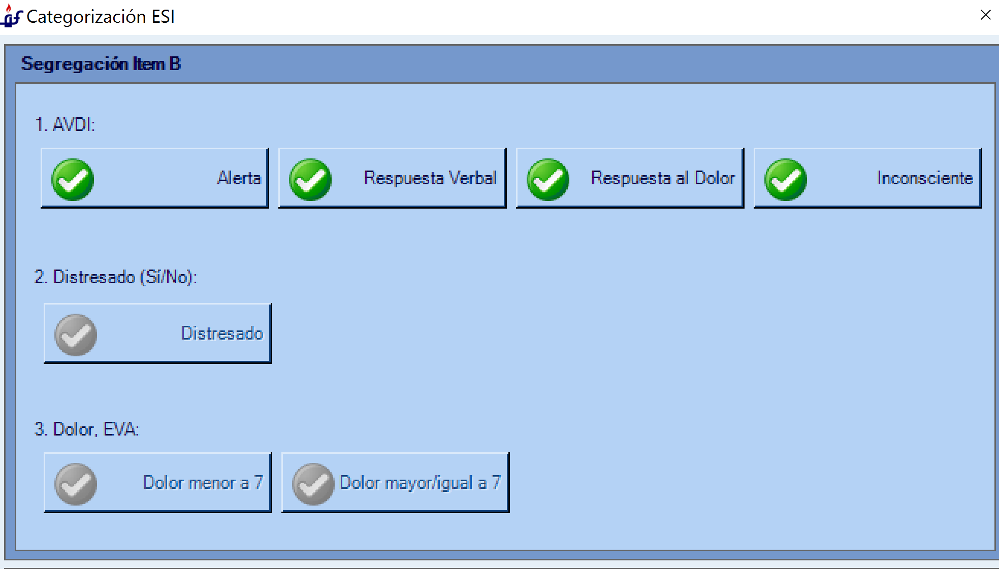 Categorización ESI
Segregación Item B
1. AVDI:
Alerta
Respuesta Verbal
Respuesta al Dolor
Inconsciente
2. Distresado (Sí/No):
Distresado
3. Dolor, EVA:
Dolor menor a 7
Dolor mayor/igual a 7